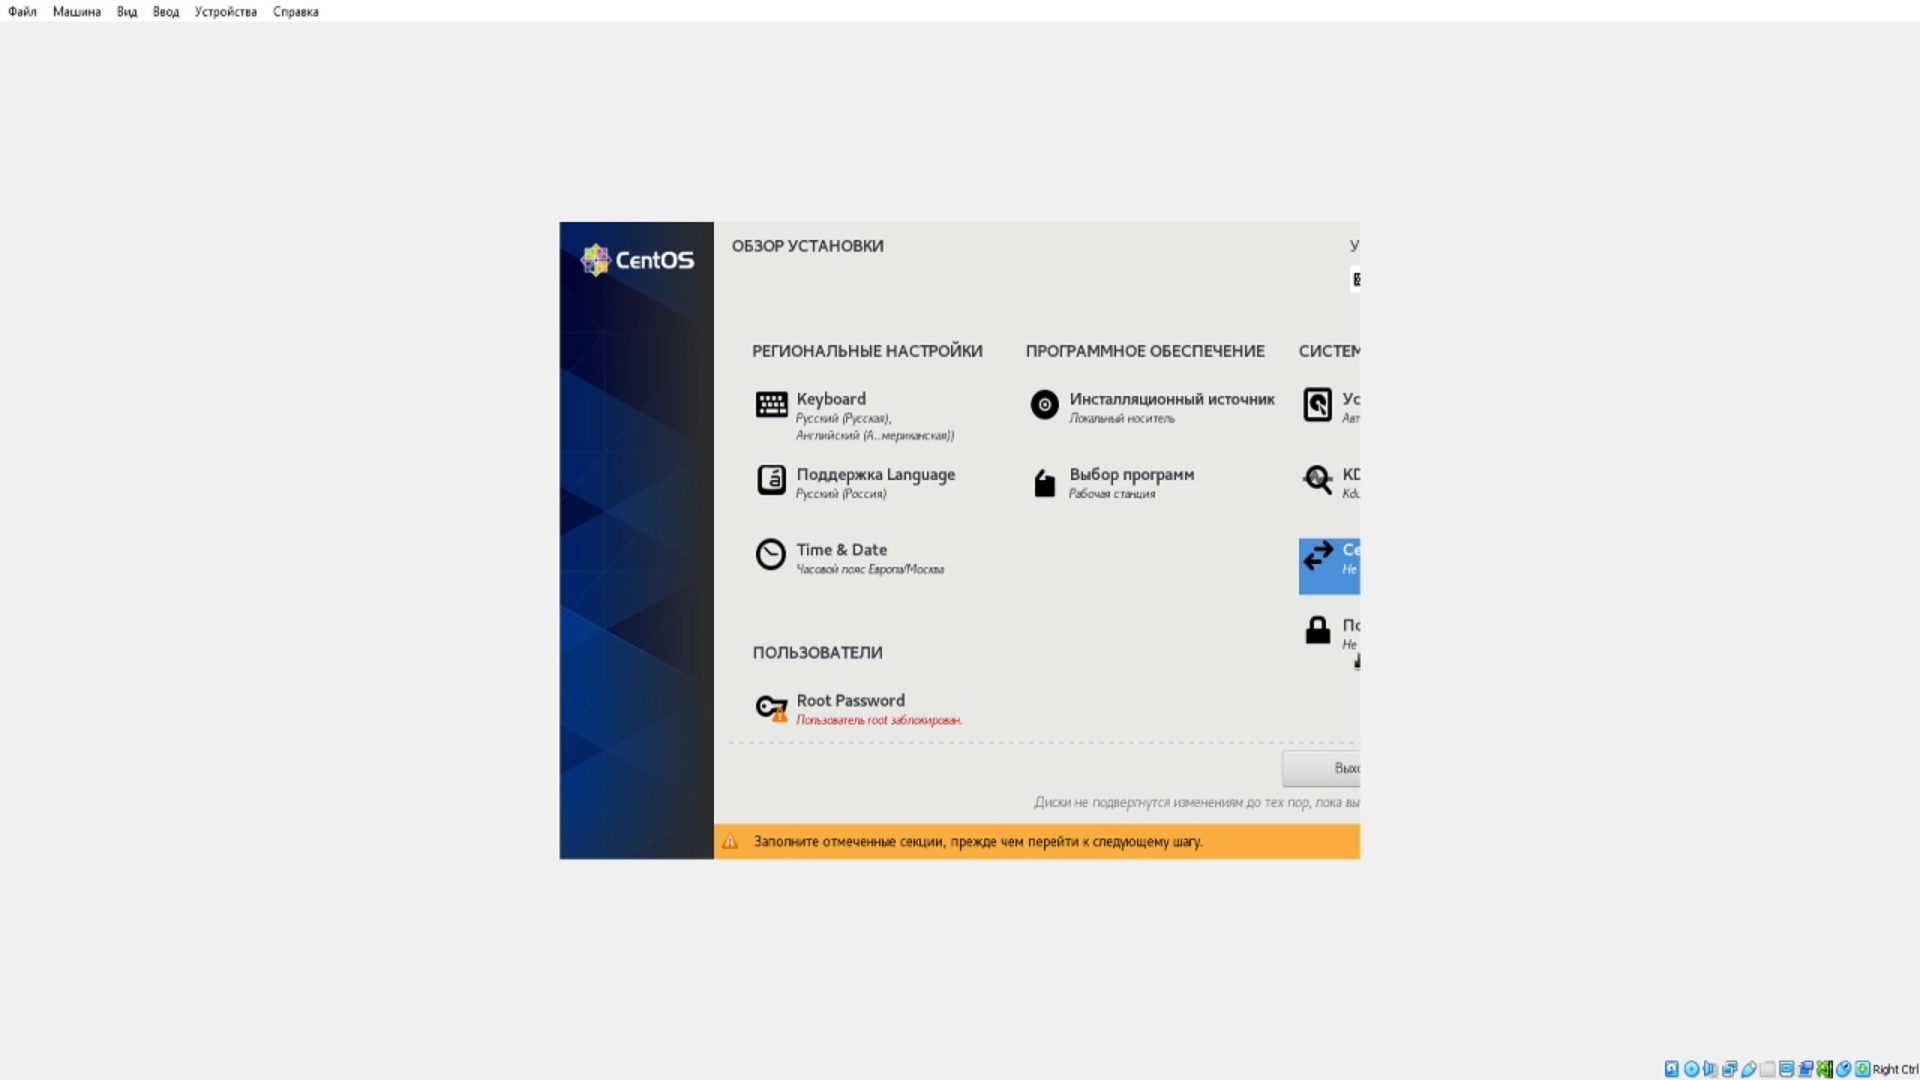 Файл Машина Вид Ввод Устройства Справка
CentOS
ОБЗОР УСТАНОВКИ
У
РЕГИОНАЛЬНЫЕ НАСТРОЙКИ
Keyboard
Русский (Русская),
Английский (А...мериканская))
Поддержка Language
Русский (Россия)
Time & Date
Часовой пояс Европа/Москва
ПРОГРАММНОЕ ОБЕСПЕЧЕНИЕ
Инсталляционный источник
Локальный носитель
Выбор программ
Рабочая станция
СИСТЕМ
Ус
Авт
KD
Kdu
Се
Не
По
Не
ПОЛЬЗОВАТЕЛИ
Root Password
Пользователь root заблокирован.
Выхо
Диски не подвергнутся изменениям до тех пор, пока вы
Заполните отмеченные секции, прежде чем перейти к следующему шагу.
Right Ctrl